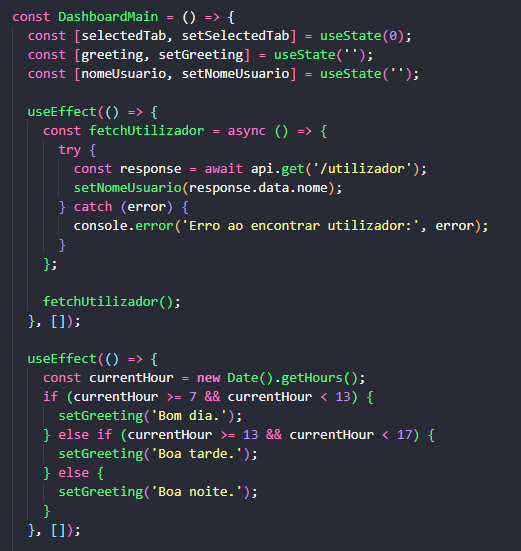 const DashboardMain = () => {
  const [selectedTab, setSelectedTab] = useState(0);
  const [greeting, setGreeting] = useState('');
  const [nomeUsuario, setNomeUsuario] = useState('');

  useEffect(() => {
    const fetchUtilizador = async () => {
      try {
        const response = await api.get('/utilizador');
        setNomeUsuario(response.data.nome);
      } catch (error) {
        console.error('Erro ao encontrar utilizador:', error);
      }
    };

    fetchUtilizador();
  }, []);

  useEffect(() => {
    const currentHour = new Date().getHours();
    if (currentHour >= 7 && currentHour < 13) {
      setGreeting('Bom dia.');
    } else if (currentHour >= 13 && currentHour < 17) {
      setGreeting('Boa tarde.');
    } else {
      setGreeting('Boa noite.');
    }
  }, []);